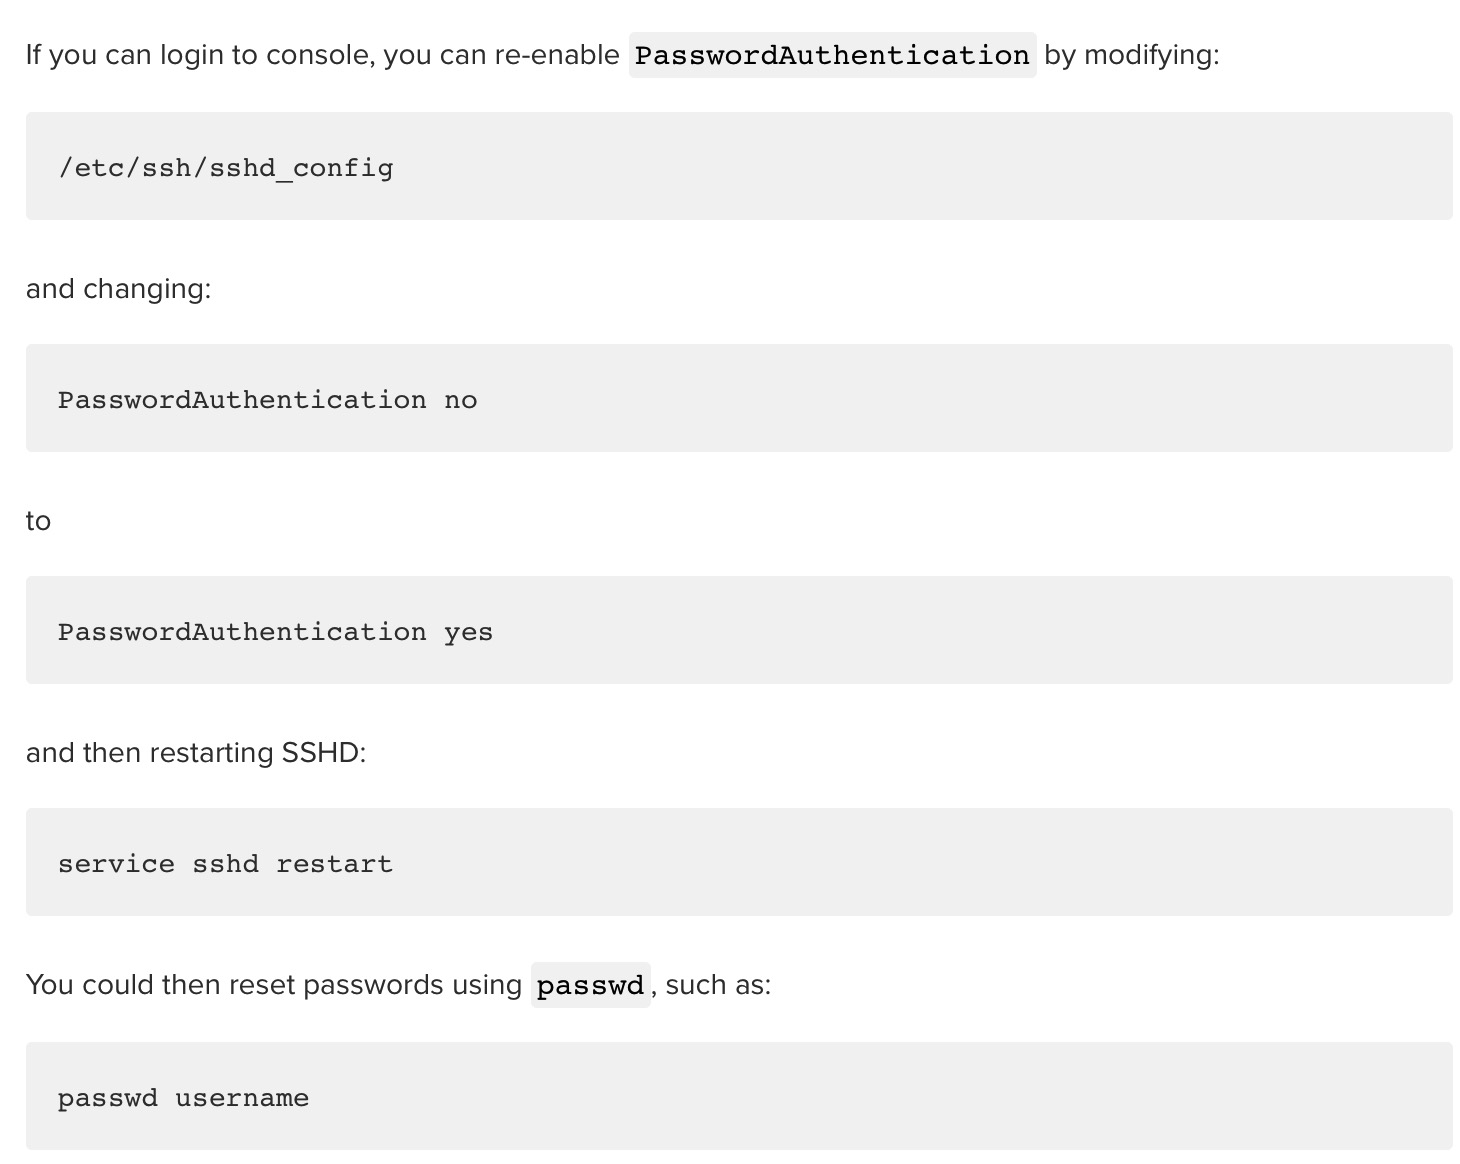 If you can login to console, you can re-enable PasswordAuthentication by modifying:
/etc/ssh/sshd_config
and changing:
PasswordAuthentication no
to
PasswordAuthentication yes
and then restarting SSHD:
service sshd restart
You could then reset passwords using passwd, such as:
passwd username